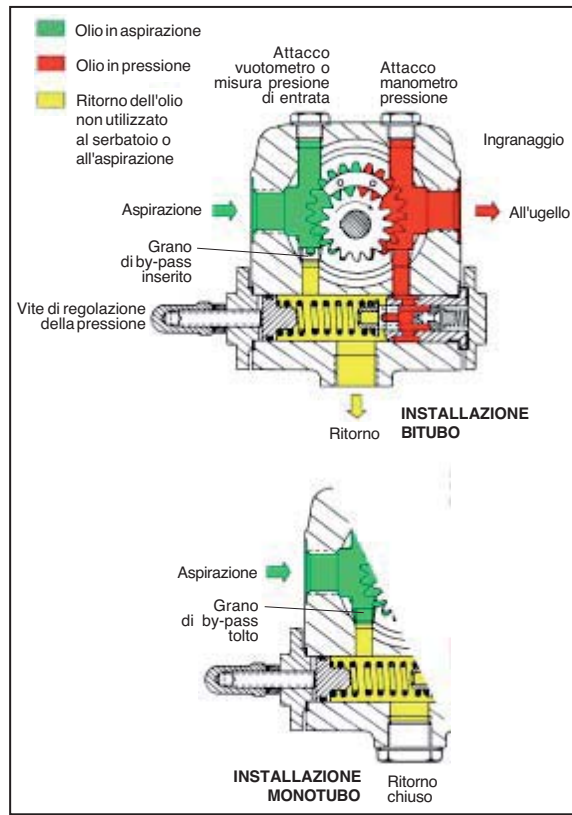 Olio in aspirazione
Olio in pressione
Ritorno dell'olio
non utilizzato
al serbatoio o
all'aspirazione
Attacco
vuotometro o
misura presione
di entrata
Attacco
manometro
pressione
Ingranaggio
Aspirazione
All'ugello
Grano
di by-pass
inserito
Vite di regolazione
della pressione
Ritorno
INSTALLAZIONE
BITUBO
Aspirazione
Grano
di by-pass
tolto
INSTALLAZIONE
MONOTUBO
Ritorno
chiuso